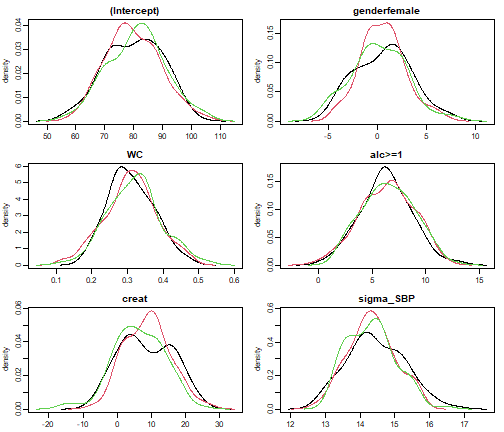 (Intercept)
density
0.00 0.01 0.02 0.03 0.04
50 60 70 80 90 100 110
genderfemale
density
0.00 0.05 0.10 0.15
-5 0 5 10
WC
density
0 1 2 3 4 5 6
0.1 0.2 0.3 0.4 0.5 0.6
alc>=1
density
0.00 0.05 0.10 0.15
0 5 10 15
creat
density
0.00 0.02 0.04 0.06
-20 -10 0 10 20 30
sigma_SBP
density
0.0 0.2 0.4 0.6
12 13 14 15 16 17